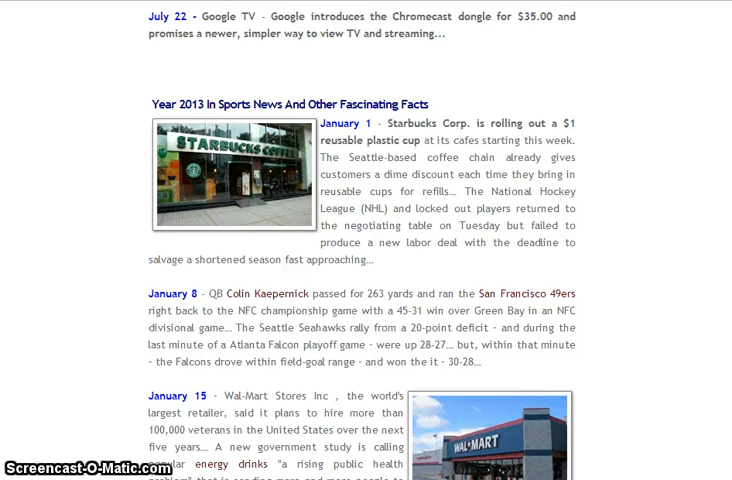 July 22 - Google TV - Google introduces the Chromecast dongle for $35.00 and
promises a newer, simpler way to view TV and streaming...
Year 2013 In Sports News And Other Fascinating Facts
STARBUCKS COFFEE
January 1 - Starbucks Corp. is rolling out a $1
reusable plastic cup at its cafes starting this week.
The Seattle-based coffee chain already gives
customers a dime discount each time they bring in
reusable cups for refills... The National Hockey
League (NHL) and locked out players returned to
the negotiating table on Tuesday but failed to
produce a new labor deal with the deadline to
salvage a shortened season fast approaching...
January 8 - QB Colin Kaepernick passed for 263 yards and ran the San Francisco 49ers
right back to the NFC championship game with a 45-31 win over Green Bay in an NFC
divisional game... The Seattle Seahawks rally from a 20-point deficit - and during the
last minute of a Atlanta Falcon playoff game - were up 28-27... but, within that minute
- the Falcons drove within field-goal range - and won the it - 30-28...
January 15 - Wal-Mart Stores Inc , the world's
largest retailer, said it plans to hire more than
100,000 veterans in the United States over the next
five years... A new government study is calling
energy drinks "a rising public health
WAL★MART
Screencast-O-Matic.com